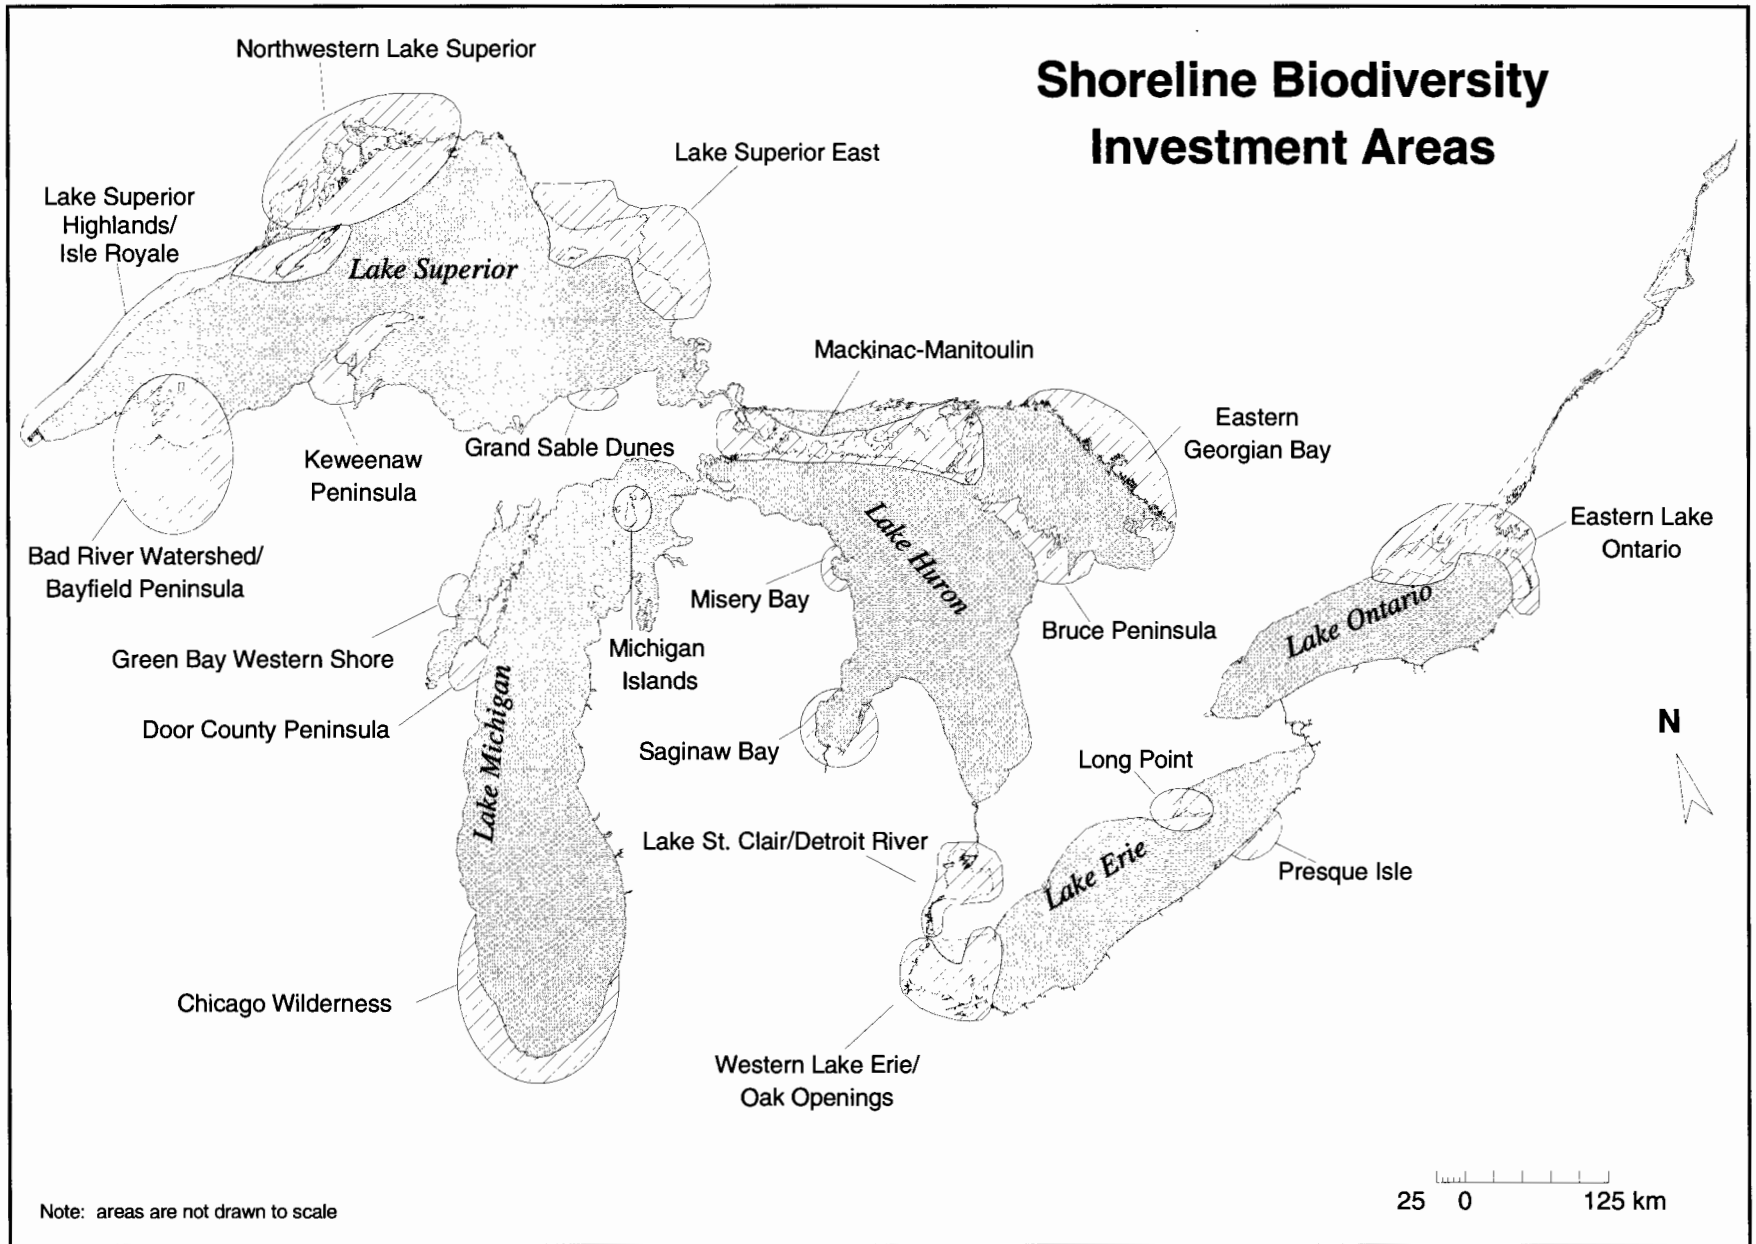 Shoreline Biodiversity
Investment Areas
Northwestern Lake Superior
Lake Superior East
Lake Superior
Highlands/
Isle Royale
Lake Superior
Mackinac-Manitoulin
Eastern
Georgian Bay
Grand Sable Dunes
Keweenaw
Peninsula
Bad River Watershed/
Bayfield Peninsula
Lake Huron
Eastern Lake
Ontario
Misery Bay
Bruce Peninsula
Lake Ontario
Green Bay Western Shore
Michigan
Islands
Door County Peninsula
Lake Michigan
Saginaw Bay
N
Long Point
Lake St. Clair/Detroit River
Lake Erie
Presque Isle
Chicago Wilderness
Western Lake Erie/
Oak Openings
25 0 125 km
Note: areas are not drawn to scale